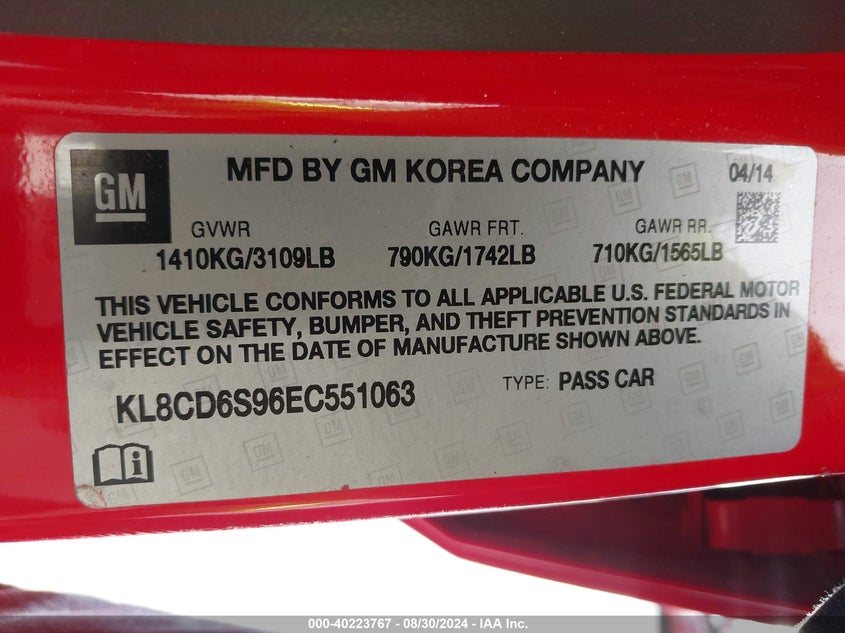 GM
MFD BY GM KOREA COMPANY 04/14
GVWR GAWR FRT. GAWR RR.
1410KG/3109LB 790KG/1742LB 710KG/1565LB
THIS VEHICLE CONFORMS TO ALL APPLICABLE U.S. FEDERAL MOTOR
VEHICLE SAFETY, BUMPER, AND THEFT PREVENTION STANDARDS IN
EFFECT ON THE DATE OF MANUFACTURE SHOWN ABOVE.
KL8CD6S96EC551063 TYPE: PASS CAR
000-40223767 - 08/30/2024 - IAA Inc.